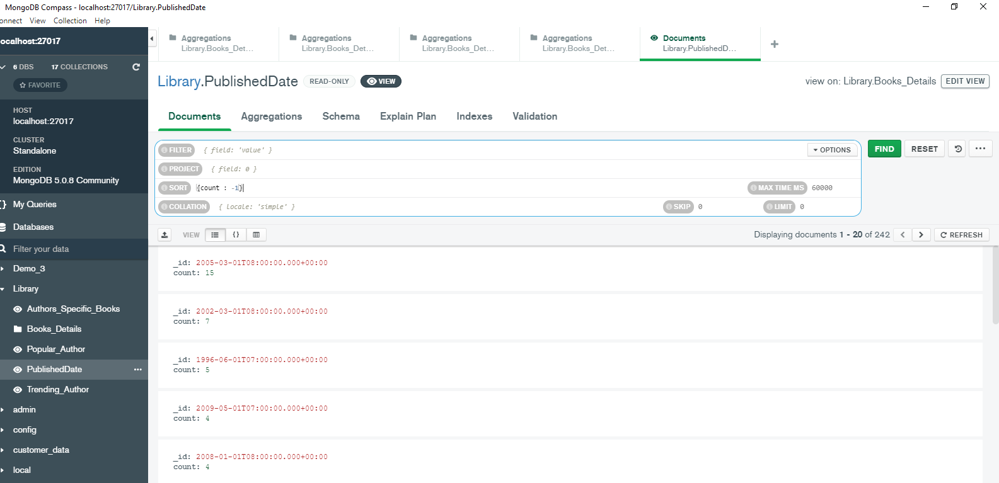 MongoDB Compass - localhost:27017/Library.PublishedDate
onnect View Collection Help
ocalhost:27017
6 DBS 17 COLLECTIONS
FAVORITE
HOST
localhost:27017
CLUSTER
Standalone
EDITION
MongoDB 5.0.8 Community
{} My Queries
Databases
Filter your data
Demo_3
Library
Authors_Specific_Books
Books_Details
Popular_Author
PublishedDate ...
Trending_Author
admin
config
customer_data
local
Aggregations
Library.Books_Det...
Aggregations
Library.Books_Det...
Aggregations
Library.Books_Det...
Aggregations
Library.Books_Det...
Documents
Library.PublishedD...
+
Library.PublishedDate READ-ONLY VIEW
view on: Library.Books_Details EDIT VIEW
Documents Aggregations Schema Explain Plan Indexes Validation
FILTER { field: 'value' } OPTIONS
FIND RESET ...
PROJECT { field: 0 }
SORT {count : -1} MAX TIME MS 60000
COLLATION { locale: 'simple' } SKIP 0 LIMIT 0
VIEW {} Displaying documents 1 - 20 of 242 < > REFRESH
_id: 2005-03-01T08:00:00.000+00:00
count: 15
_id: 2002-03-01T08:00:00.000+00:00
count: 7
_id: 1996-06-01T07:00:00.000+00:00
count: 5
_id: 2009-05-01T07:00:00.000+00:00
count: 4
_id: 2008-01-01T08:00:00.000+00:00
count: 4